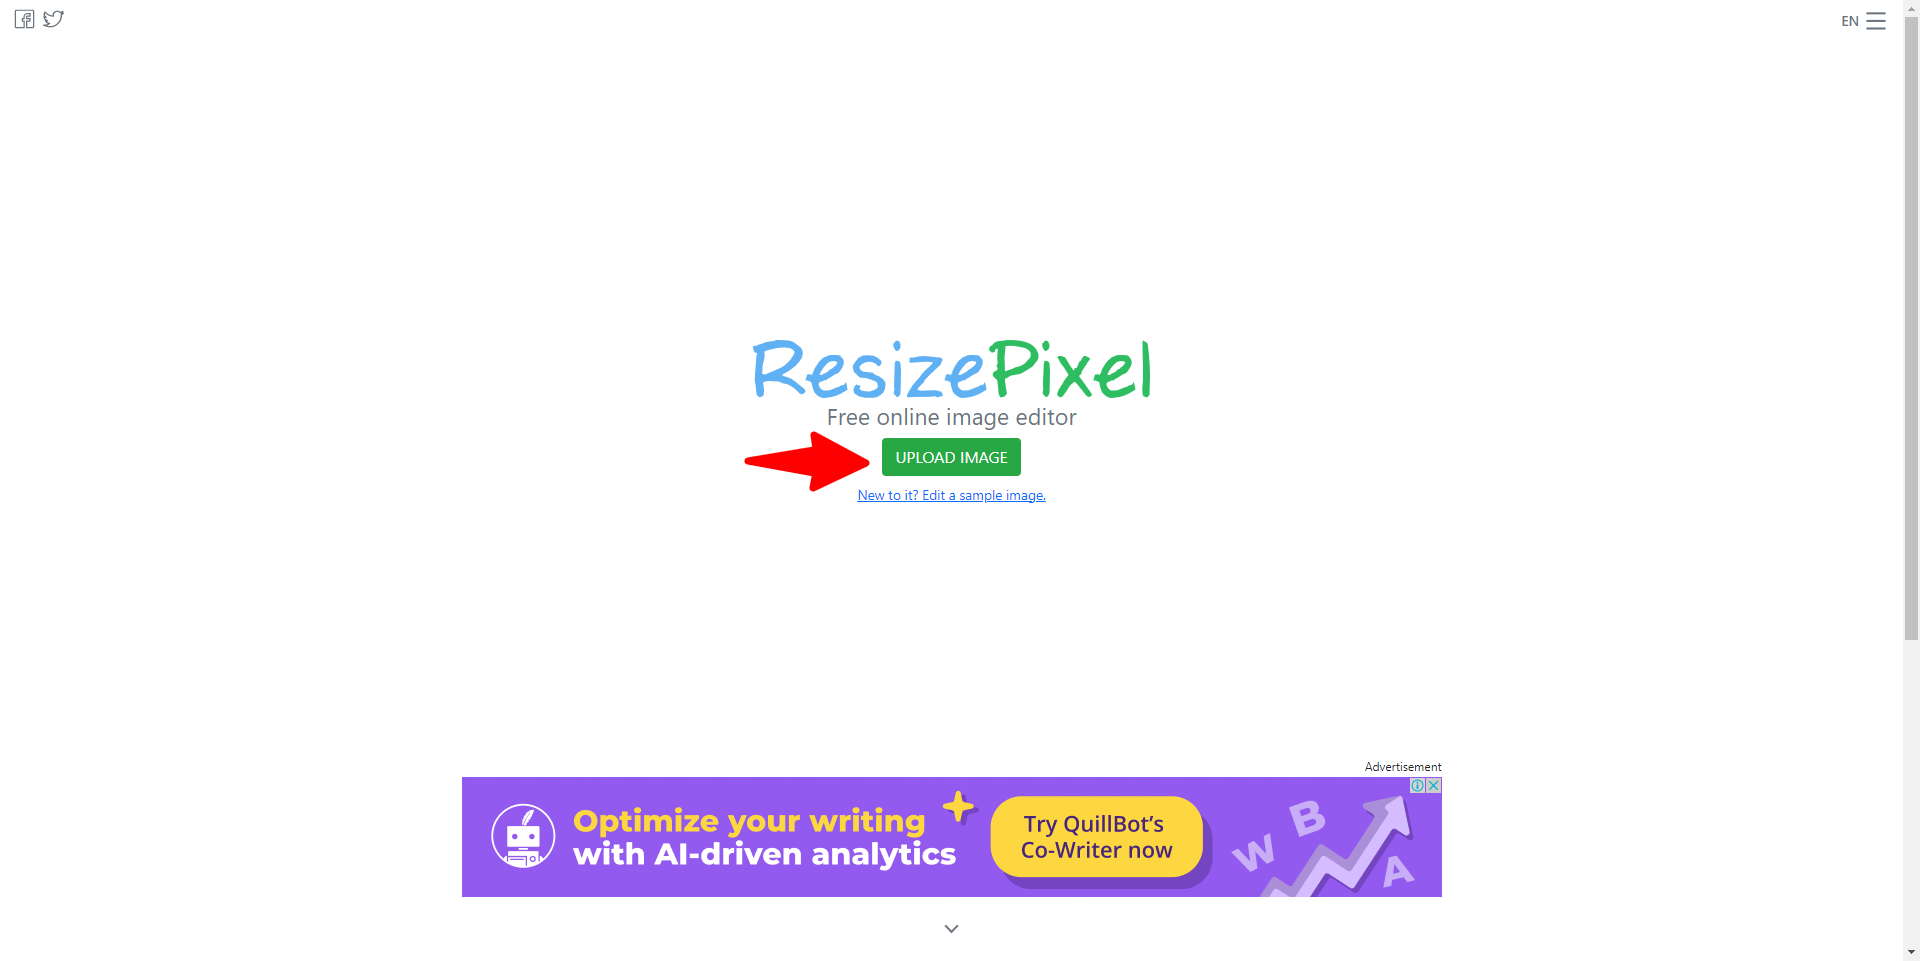 EN
ResizePixel
Free online image editor
UPLOAD IMAGE
New to it? Edit a sample image.
Advertisement
Optimize your writing
with AI-driven analytics
Try QuillBot's
Co-Writer now
W
B
A